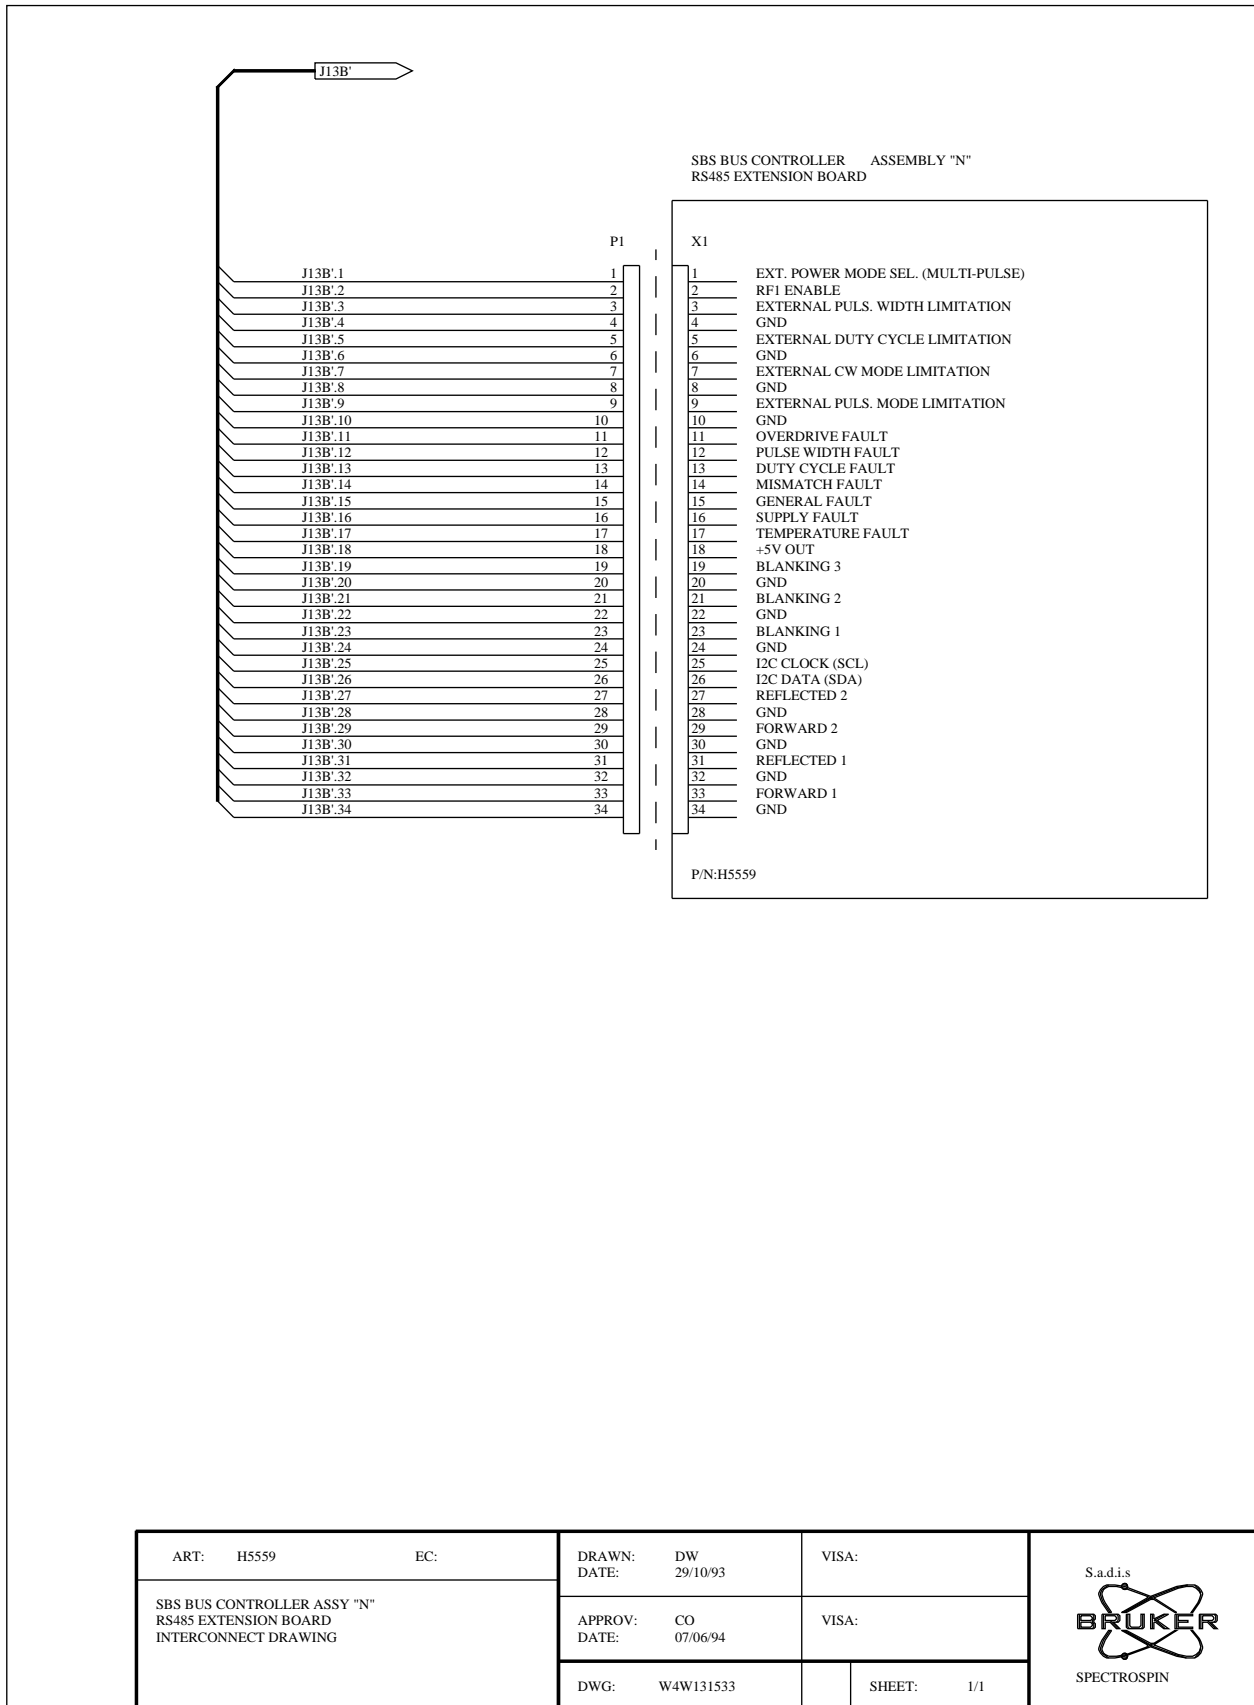 J13B'
SBS BUS CONTROLLER ASSEMBLY "N"
RS485 EXTENSION BOARD
P1 X1
J13B'.1 1 1 EXT. POWER MODE SEL. (MULTI-PULSE)
J13B'.2 2 2 RF1 ENABLE
J13B'.3 3 3 EXTERNAL PULS. WIDTH LIMITATION
J13B'.4 4 4 GND
J13B'.5 5 5 EXTERNAL DUTY CYCLE LIMITATION
J13B'.6 6 6 GND
J13B'.7 7 7 EXTERNAL CW MODE LIMITATION
J13B'.8 8 8 GND
J13B'.9 9 9 EXTERNAL PULS. MODE LIMITATION
J13B'.10 10 10 GND
J13B'.11 11 11 OVERDRIVE FAULT
J13B'.12 12 12 PULSE WIDTH FAULT
J13B'.13 13 13 DUTY CYCLE FAULT
J13B'.14 14 14 MISMATCH FAULT
J13B'.15 15 15 GENERAL FAULT
J13B'.16 16 16 SUPPLY FAULT
J13B'.17 17 17 TEMPERATURE FAULT
J13B'.18 18 18 +5V OUT
J13B'.19 19 19 BLANKING 3
J13B'.20 20 20 GND
J13B'.21 21 21 BLANKING 2
J13B'.22 22 22 GND
J13B'.23 23 23 BLANKING 1
J13B'.24 24 24 GND
J13B'.25 25 25 I2C CLOCK (SCL)
J13B'.26 26 26 I2C DATA (SDA)
J13B'.27 27 27 REFLECTED 2
J13B'.28 28 28 GND
J13B'.29 29 29 FORWARD 2
J13B'.30 30 30 GND
J13B'.31 31 31 REFLECTED 1
J13B'.32 32 32 GND
J13B'.33 33 33 FORWARD 1
J13B'.34 34 34 GND
P/N:H5559
ART: H5559 EC:
SBS BUS CONTROLLER ASSY "N"
RS485 EXTENSION BOARD
INTERCONNECT DRAWING
DRAWN: DW VISA:
DATE: 29/10/93
APPROV: CO VISA:
DATE: 07/06/94
DWG: W4W131533 SHEET: 1/1
S.a.d.i.s
BRUKER
SPECTROSPIN